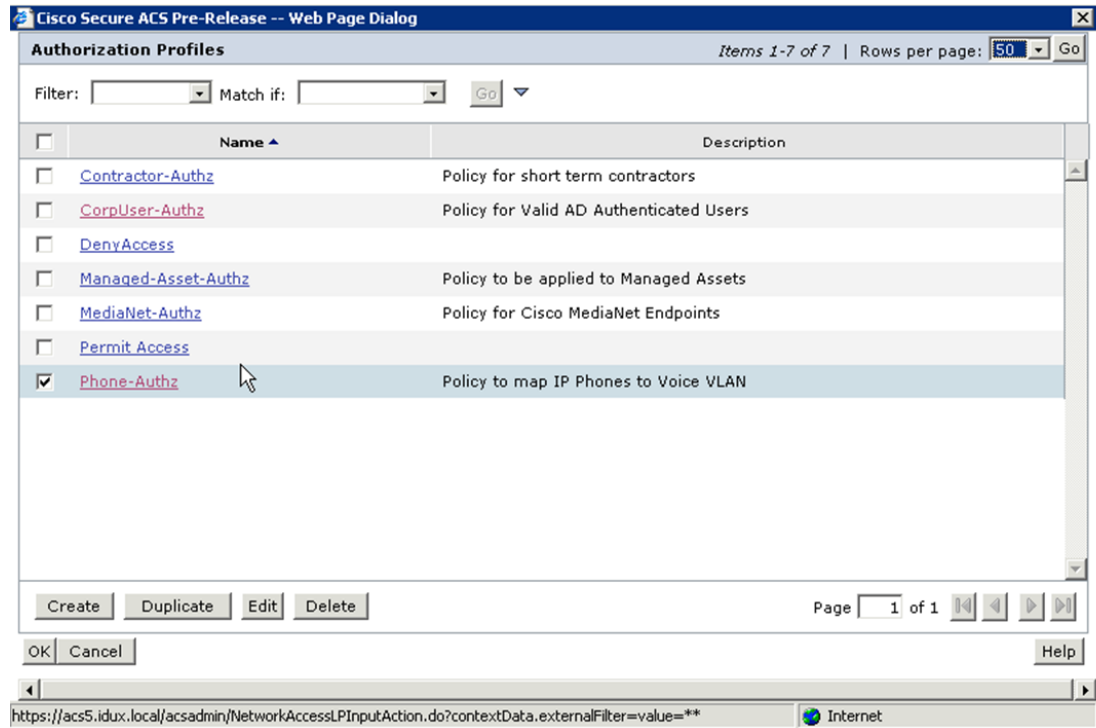 Cisco Secure ACS Pre-Release -- Web Page Dialog
Authorization Profiles Items 1-7 of 7 | Rows per page: 50 Go
Filter: Match if: Go
Name Description
Contractor-Authz Policy for short term contractors
CorpUser-Authz Policy for Valid AD Authenticated Users
DenyAccess
Managed-Asset-Authz Policy to be applied to Managed Assets
MediaNet-Authz Policy for Cisco MediaNet Endpoints
Permit Access
Phone-Authz Policy to map IP Phones to Voice VLAN
Create Duplicate Edit Delete Page 1 of 1
OK Cancel Help
https://acs5.idux.local/acsadmin/NetworkAccessLPInputAction.do?contextData.externalFilter=value=** Internet